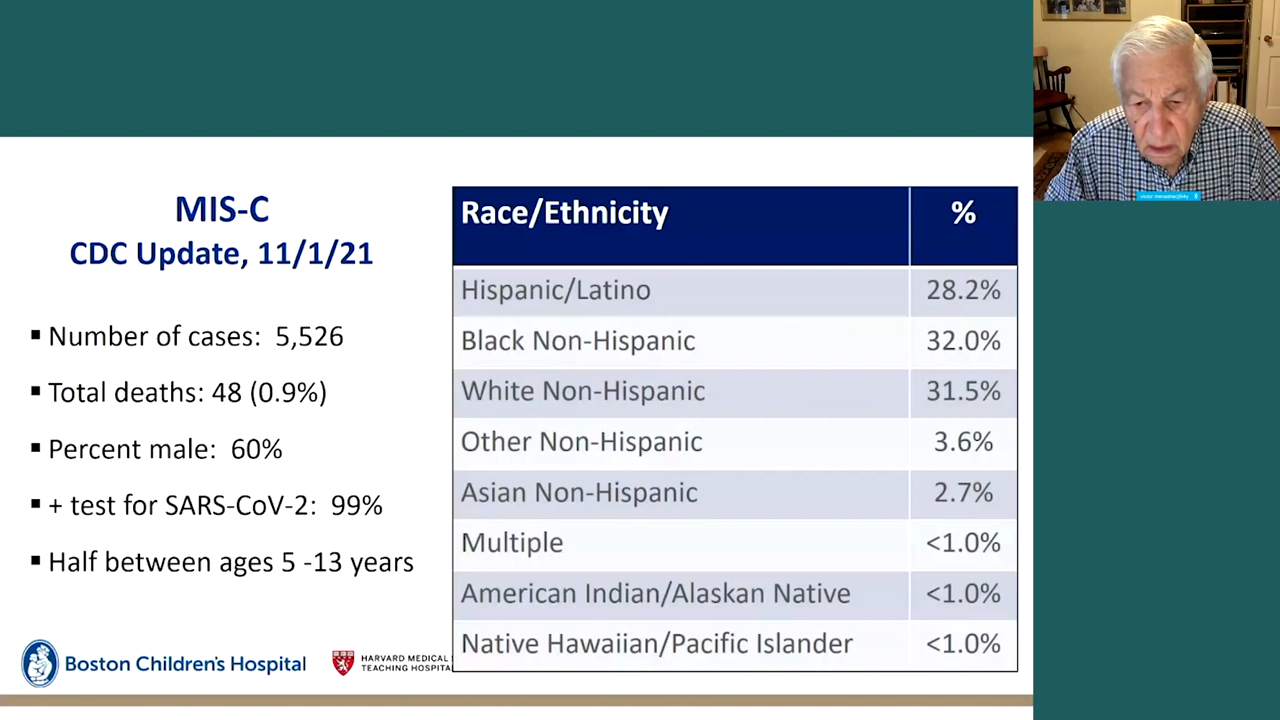 MIS-C
CDC Update, 11/1/21
▪ Number of cases: 5,526
▪ Total deaths: 48 (0.9%)
▪ Percent male: 60%
▪ + test for SARS-CoV-2: 99%
▪ Half between ages 5 -13 years
Race/Ethnicity %
Hispanic/Latino 28.2%
Black Non-Hispanic 32.0%
White Non-Hispanic 31.5%
Other Non-Hispanic 3.6%
Asian Non-Hispanic 2.7%
Multiple <1.0%
American Indian/Alaskan Native <1.0%
Native Hawaiian/Pacific Islander <1.0%
Boston Children's Hospital
HARVARD MEDICAL
TEACHING HOSPITA